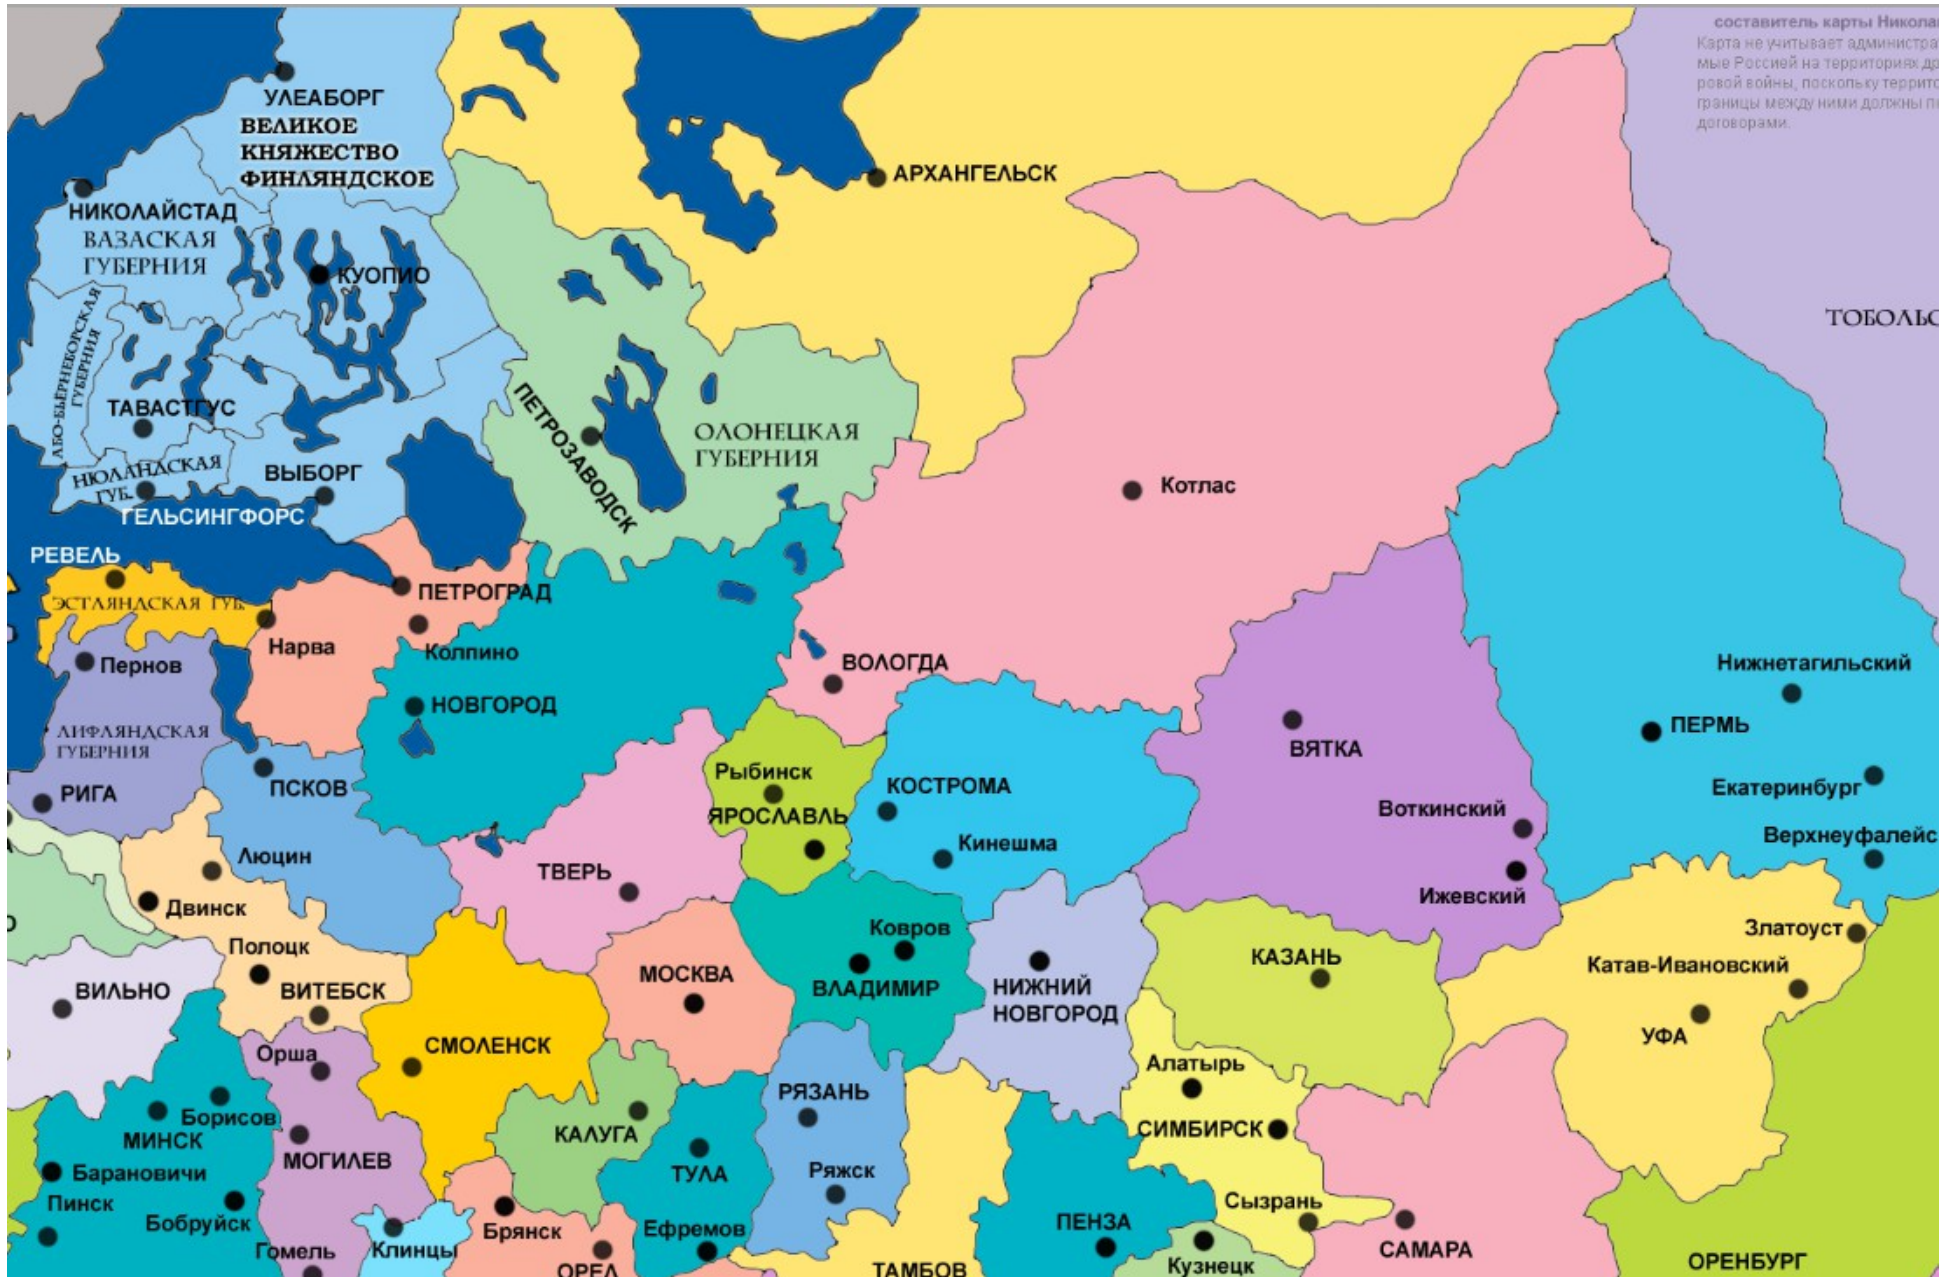 составитель карты Никола
Карта не учитывает администра
мые Россией на территориях др
ровой войны, поскольку террито
границы между ними должны п
договорами.
УЛЕАБОРГ
ВЕЛИКОЕ
КНЯЖЕСТВО
ФИНЛЯНДСКОЕ
АРХАНГЕЛЬСК
НИКОЛАЙСТАД
ВАЗАСКАЯ
ГУБЕРНИЯ
КУОПИО
ТОБОЛЬС
АБО-БЬЁРНЕБОРСКАЯ
ГУБЕРНИЯ
ТАВАСТГУС
ПЕТРОЗАВОДСК
ОЛОНЕЦКАЯ
ГУБЕРНИЯ
НЮЛАНДСКАЯ
ГУБ.
ВЫБОРГ
Котлас
ГЕЛЬСИНГФОРС
РЕВЕЛЬ
ЭСТЛЯНДСКАЯ ГУБ.
ПЕТРОГРАД
Нарва
Колпино
Пернов
ВОЛОГДА
Нижнетагильский
НОВГОРОД
ЛИФЛЯНДСКАЯ
ГУБЕРНИЯ
ПЕРМЬ
ВЯТКА
РИГА
ПСКОВ
Рыбинск
КОСТРОМА
Екатеринбург
ЯРОСЛАВЛЬ
Воткинский
Верхнеуфалейс
Кинешма
Люцин
ТВЕРЬ
Ижевский
Двинск
Ковров
Златоуст
Полоцк
КАЗАНЬ
Катав-Ивановский
МОСКВА
ВИЛЬНО
ВИТЕБСК
ВЛАДИМИР
НИЖНИЙ
НОВГОРОД
УФА
СМОЛЕНСК
Орша
Алатырь
РЯЗАНЬ
Борисов
МИНСК
КАЛУГА
СИМБИРСК
МОГИЛЕВ
Барановичи
ТУЛА
Ряжск
Пинск
Сызрань
Бобруйск
Брянск
Ефремов
ПЕНЗА
Гомель
Клинцы
САМАРА
ОРЕЛ
ТАМБОВ
Кузнецк
ОРЕНБУРГ